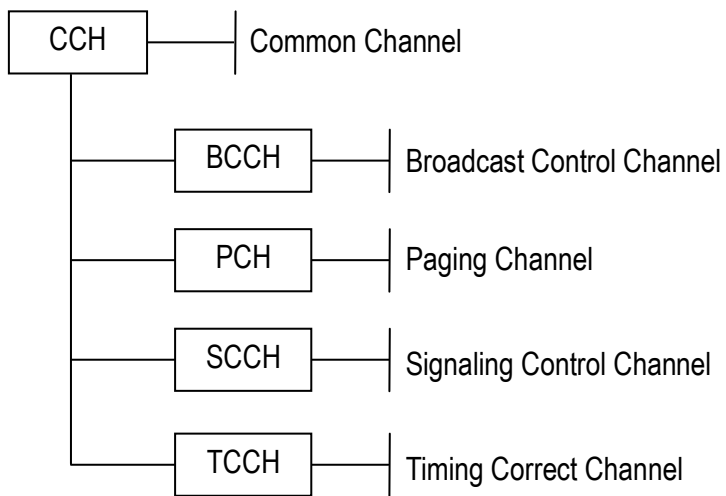 CCH Common Channel
BCCH Broadcast Control Channel
PCH Paging Channel
SCCH Signaling Control Channel
TCCH Timing Correct Channel